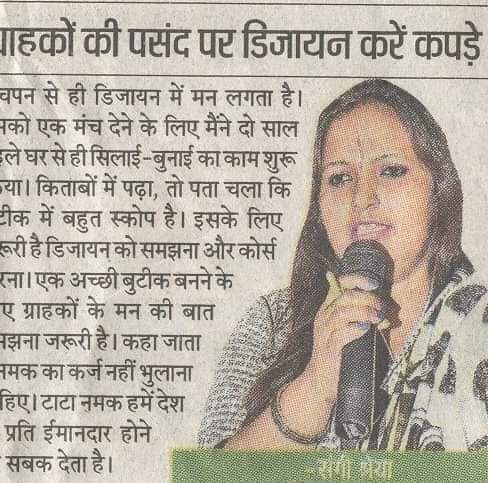 ग्राहकों की पसंद पर डिजायन करें कपड़े
चपन से ही डिजायन में मन लगता है।
सको एक मंच देने के लिए मैंने दो साल
हले घर से ही सिलाई-बुनाई का काम शुरू
या। किताबों में पढ़ा, तो पता चला कि
टीक में बहुत स्कोप है। इसके लिए
रूरी है डिजायन को समझना और कोर्स
रना। एक अच्छी बुटीक बनने के
ए ग्राहकों के मन की बात
मझना जरूरी है। कहा जाता
मक का कर्ज नहीं भुलाना
हिए। टाटा नमक हमें देश
प्रति ईमानदार होने
सबक देता है।